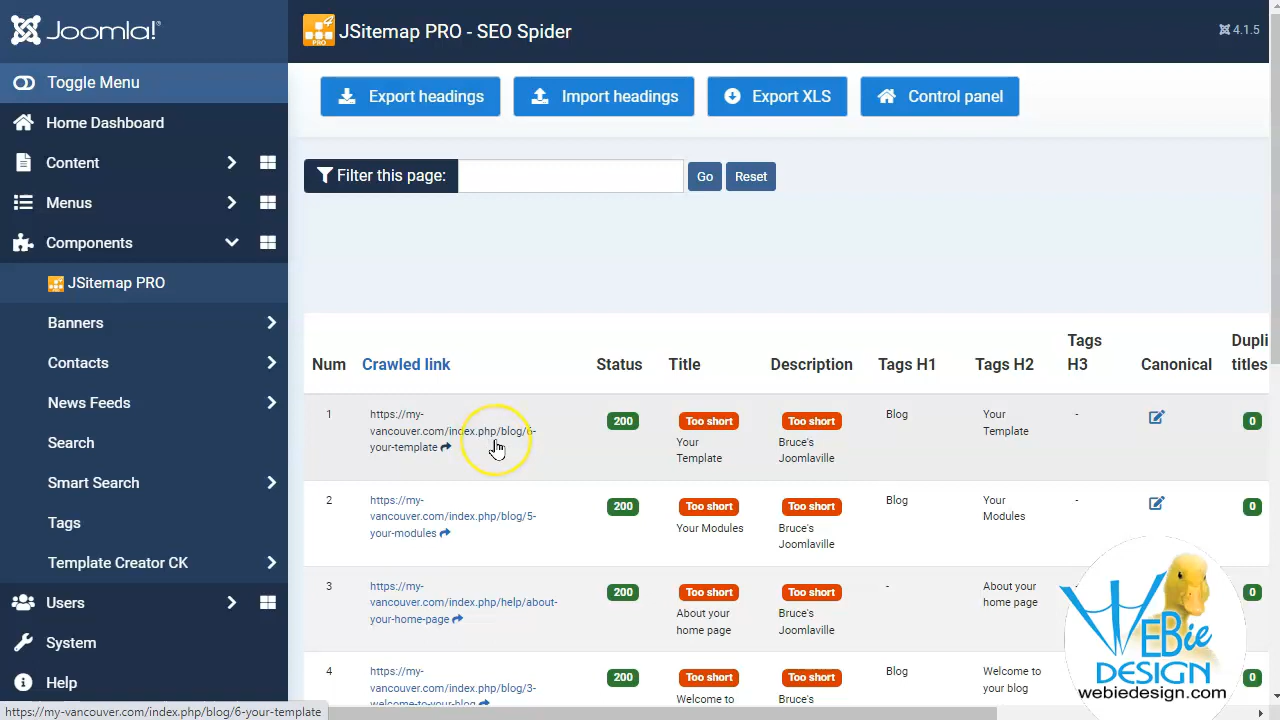 Joomla!®
JSitemap PRO - SEO Spider
4.1.5
Toggle Menu
Home Dashboard
Content
Menus
Components
JSitemap PRO
Banners
Contacts
News Feeds
Search
Smart Search
Tags
Template Creator CK
Users
System
Help
Export headings
Import headings
Export XLS
Control panel
Filter this page:
Go
Reset
Num
Crawled link
Status
Title
Description
Tags H1
Tags H2
Tags
H3
Canonical
Dupli
titles
1
https://my-
vancouver.com/index.php/blog/6-
your-template
200
Too short
Your
Template
Too short
Bruce's
Joomlaville
Blog
Your
Template
-
0
2
https://my-
vancouver.com/index.php/blog/5-
your-modules
200
Too short
Your Modules
Too short
Bruce's
Joomlaville
Blog
Your
Modules
-
0
3
https://my-
vancouver.com/index.php/help/about-
your-home-page
200
Too short
About your
home page
Too short
Bruce's
Joomlaville
-
About your
home page
-
0
4
https://my-
vancouver.com/index.php/blog/3-
welcome-to-your-blog
200
Too short
Welcome to
Too short
Bruce's
Blog
Welcome to
your blog
0
WEBie
DESIGN
webiedesign.com
https://my-vancouver.com/index.php/blog/6-your-template